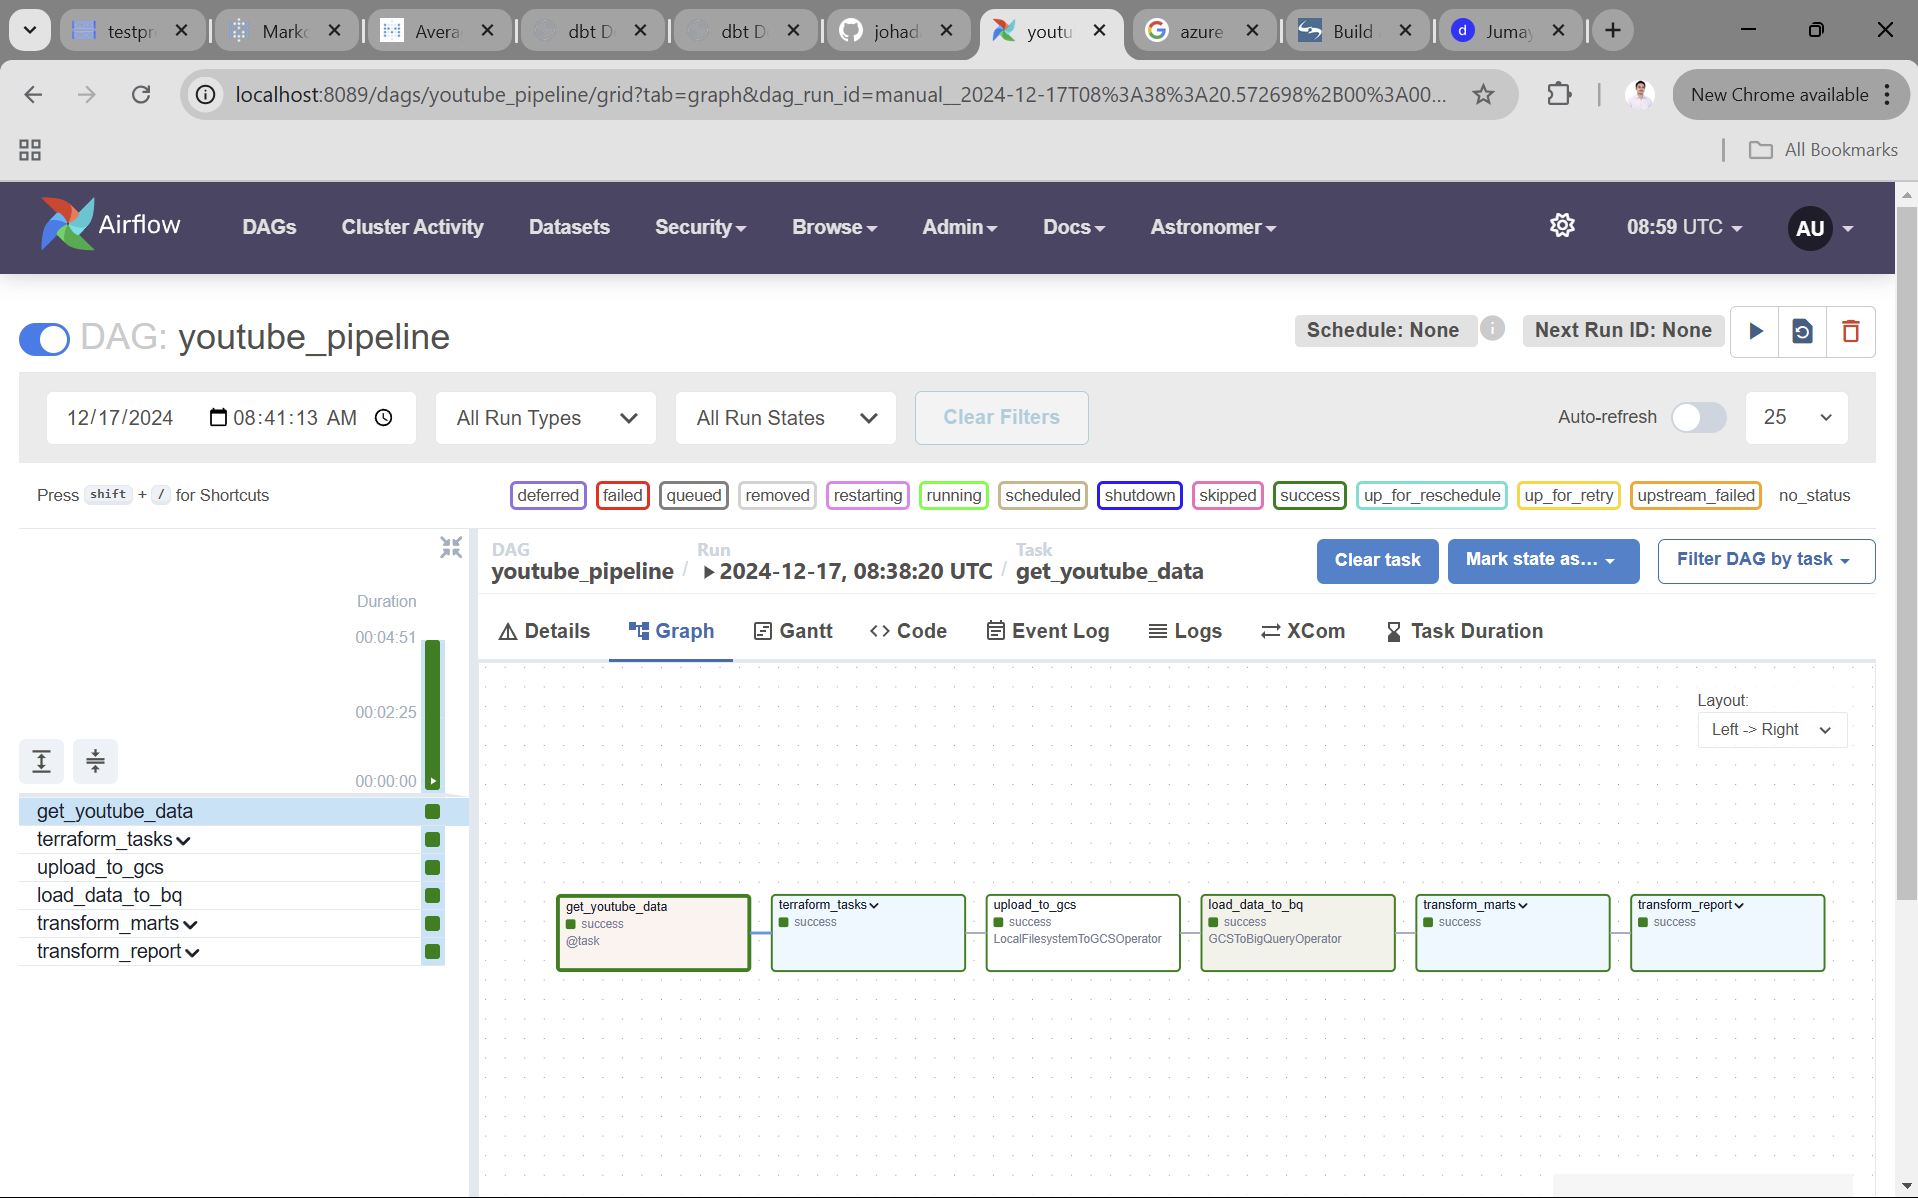 testpr
Marko
Avera
dbt D
dbt D
johad
youtu
azure
Build
Jumay
localhost:8089/dags/youtube_pipeline/grid?tab=graph&dag_run_id=manual__2024-12-17T08%3A38%3A20.572698%2B00%3A00...
New Chrome available
All Bookmarks
Airflow
DAGs
Cluster Activity
Datasets
Security
Browse
Admin
Docs
Astronomer
08:59 UTC
AU
DAG: youtube_pipeline
Schedule: None
Next Run ID: None
12/17/2024 08:41:13 AM
All Run Types
All Run States
Clear Filters
Auto-refresh
25
Press shift + / for Shortcuts
deferred
failed
queued
removed
restarting
running
scheduled
shutdown
skipped
success
up_for_reschedule
up_for_retry
upstream_failed
no_status
DAG
youtube_pipeline
/
Run
2024-12-17, 08:38:20 UTC
/
Task
get_youtube_data
Clear task
Mark state as...
Filter DAG by task
Details
Graph
Gantt
Code
Event Log
Logs
XCom
Task Duration
Duration
00:04:51
00:02:25
00:00:00
get_youtube_data
terraform_tasks
upload_to_gcs
load_data_to_bq
transform_marts
transform_report
Layout:
Left -> Right
get_youtube_data
success
@task
terraform_tasks
success
upload_to_gcs
success
LocalFilesystemToGCSOperator
load_data_to_bq
success
GCSToBigQueryOperator
transform_marts
success
transform_report
success